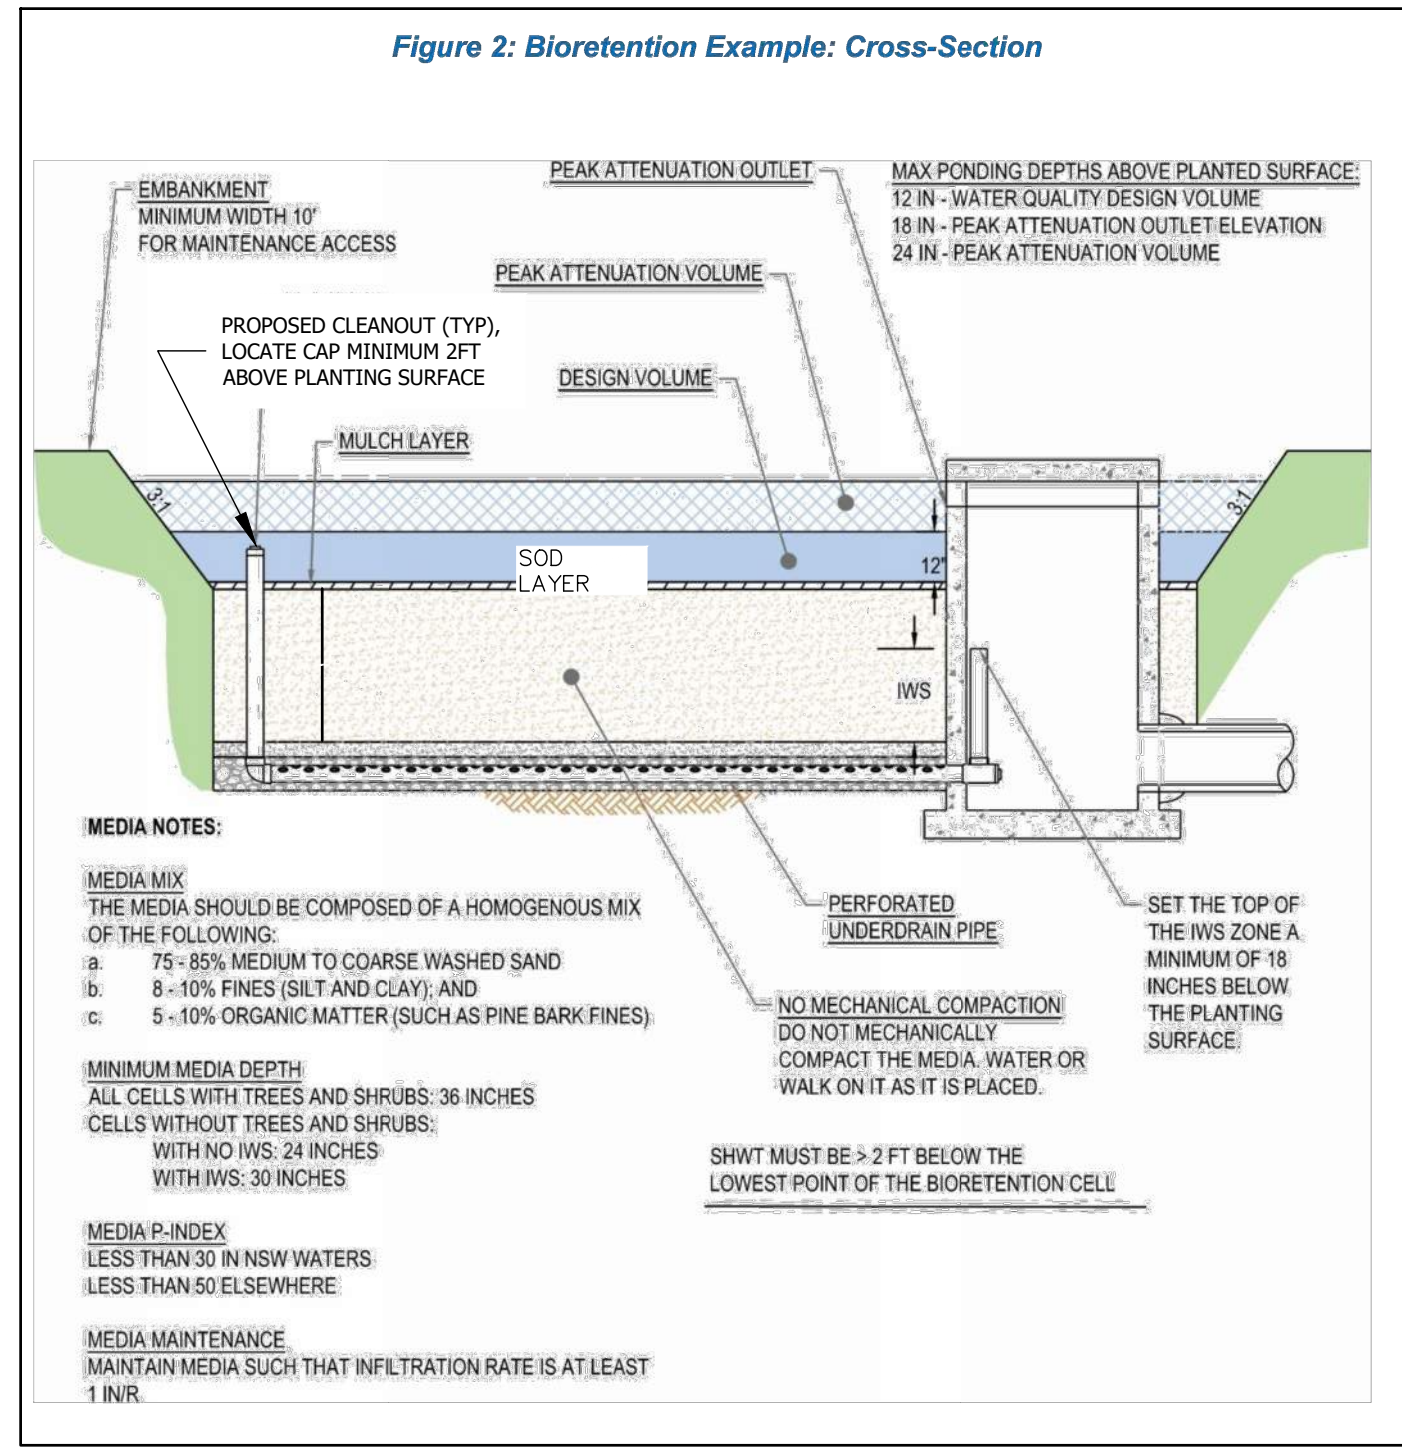 Figure 2: Bioretention Example: Cross-Section
PEAK ATTENUATION OUTLET
MAX PONDING DEPTHS ABOVE PLANTED SURFACE:
12 IN - WATER QUALITY DESIGN VOLUME
18 IN - PEAK ATTENUATION OUTLET ELEVATION
24 IN - PEAK ATTENUATION VOLUME
EMBANKMENT
MINIMUM WIDTH 10'
FOR MAINTENANCE ACCESS
PEAK ATTENUATION VOLUME
PROPOSED CLEANOUT (TYP),
LOCATE CAP MINIMUM 2FT
ABOVE PLANTING SURFACE
DESIGN VOLUME
MULCH LAYER
3:1
3:1
SOD
LAYER
12"
IWS
MEDIA NOTES:
MEDIA MIX
THE MEDIA SHOULD BE COMPOSED OF A HOMOGENOUS MIX
OF THE FOLLOWING:
a. 75 - 85% MEDIUM TO COARSE WASHED SAND
b. 8 - 10% FINES (SILT AND CLAY); AND
c. 5 - 10% ORGANIC MATTER (SUCH AS PINE BARK FINES)
MINIMUM MEDIA DEPTH
ALL CELLS WITH TREES AND SHRUBS: 36 INCHES
CELLS WITHOUT TREES AND SHRUBS:
WITH NO IWS: 24 INCHES
WITH IWS: 30 INCHES
MEDIA P-INDEX
LESS THAN 30 IN NSW WATERS
LESS THAN 50 ELSEWHERE
MEDIA MAINTENANCE
MAINTAIN MEDIA SUCH THAT INFILTRATION RATE IS AT LEAST
1 IN/R
PERFORATED
UNDERDRAIN PIPE
NO MECHANICAL COMPACTION
DO NOT MECHANICALLY
COMPACT THE MEDIA. WATER OR
WALK ON IT AS IT IS PLACED.
SET THE TOP OF
THE IWS ZONE A
MINIMUM OF 18
INCHES BELOW
THE PLANTING
SURFACE.
SHWT MUST BE > 2 FT BELOW THE
LOWEST POINT OF THE BIORETENTION CELL